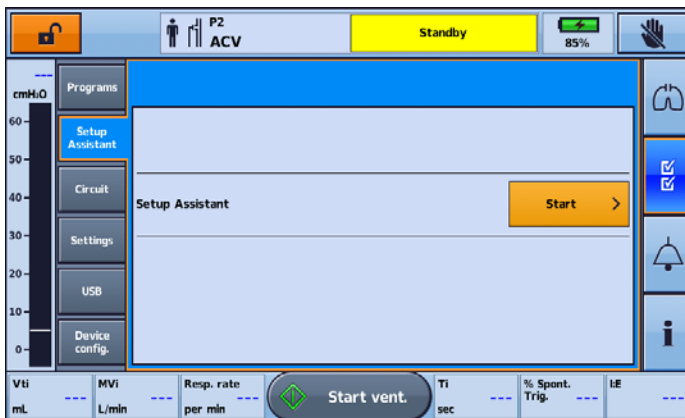 P2
ACV
Standby
85%
---
cmH₂O
60
50
40
30
20
10
0
Programs
Setup
Assistant
Circuit
Settings
USB
Device
config.
Setup Assistant
Start
i
Vti
---
mL
MVi
---
L/min
Resp. rate
---
per min
Start vent.
Ti
---
sec
% Spont.
Trig. ---
I:E
---